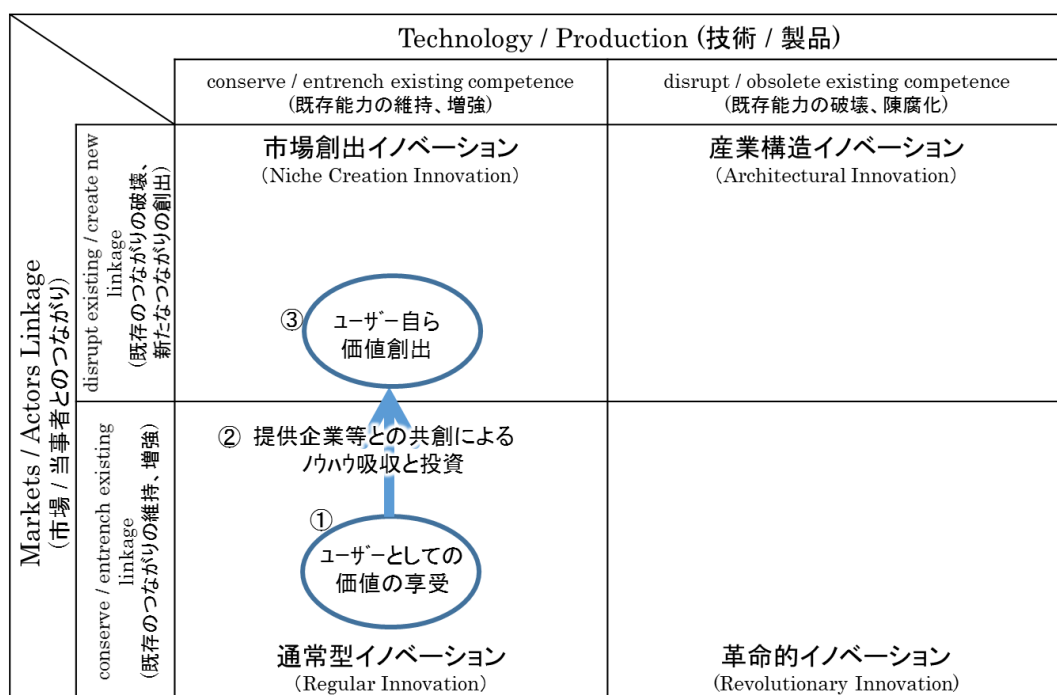 Technology / Production (技術 / 製品)
conserve / entrench existing competence
(既存能力の維持、増強)
disrupt / obsolete existing competence
(既存能力の破壊、陳腐化)
Markets / Actors Linkage
(市場 / 当事者とのつながり)
disrupt existing / create new
linkage
(既存のつながりの破壊、
新たなつながりの創出)
市場創出イノベーション
(Niche Creation Innovation)
産業構造イノベーション
(Architectural Innovation)
③
ユーザー自ら
価値創出
conserve / entrench existing
linkage
(既存のつながりの維持、増強)
② 提供企業等との共創による
ノウハウ吸収と投資
①
ユーザーとしての
価値の享受
通常型イノベーション
(Regular Innovation)
革命的イノベーション
(Revolutionary Innovation)